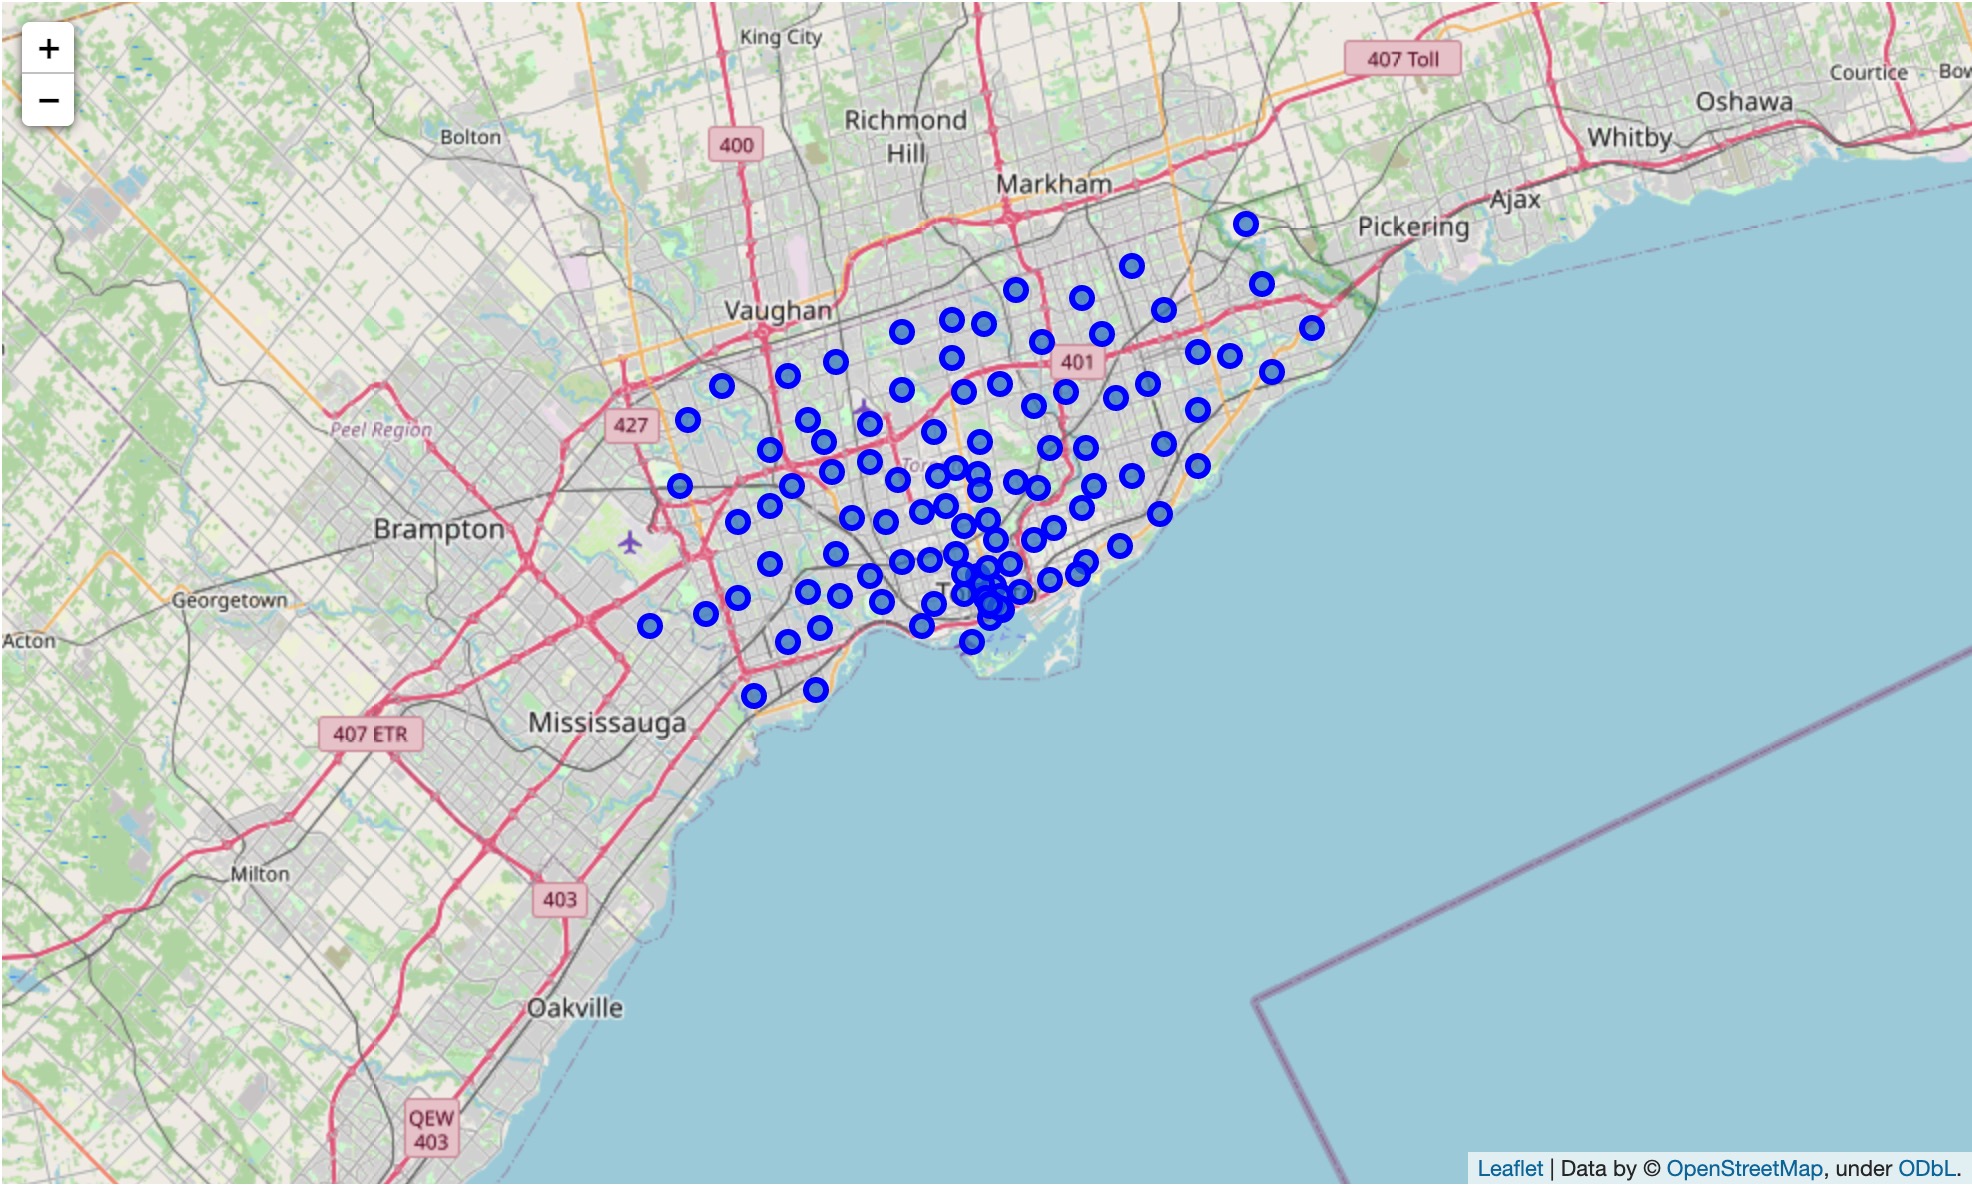 +
−
King City
407 Toll
Courtice
Oshawa
Bolton
Richmond
Hill
400
Whitby
Markham
Ajax
Pickering
Vaughan
401
427
Peel Region
Brampton
Georgetown
Acton
Mississauga
407 ETR
Milton
403
Oakville
QEW
403
Leaflet | Data by © OpenStreetMap, under ODbL.